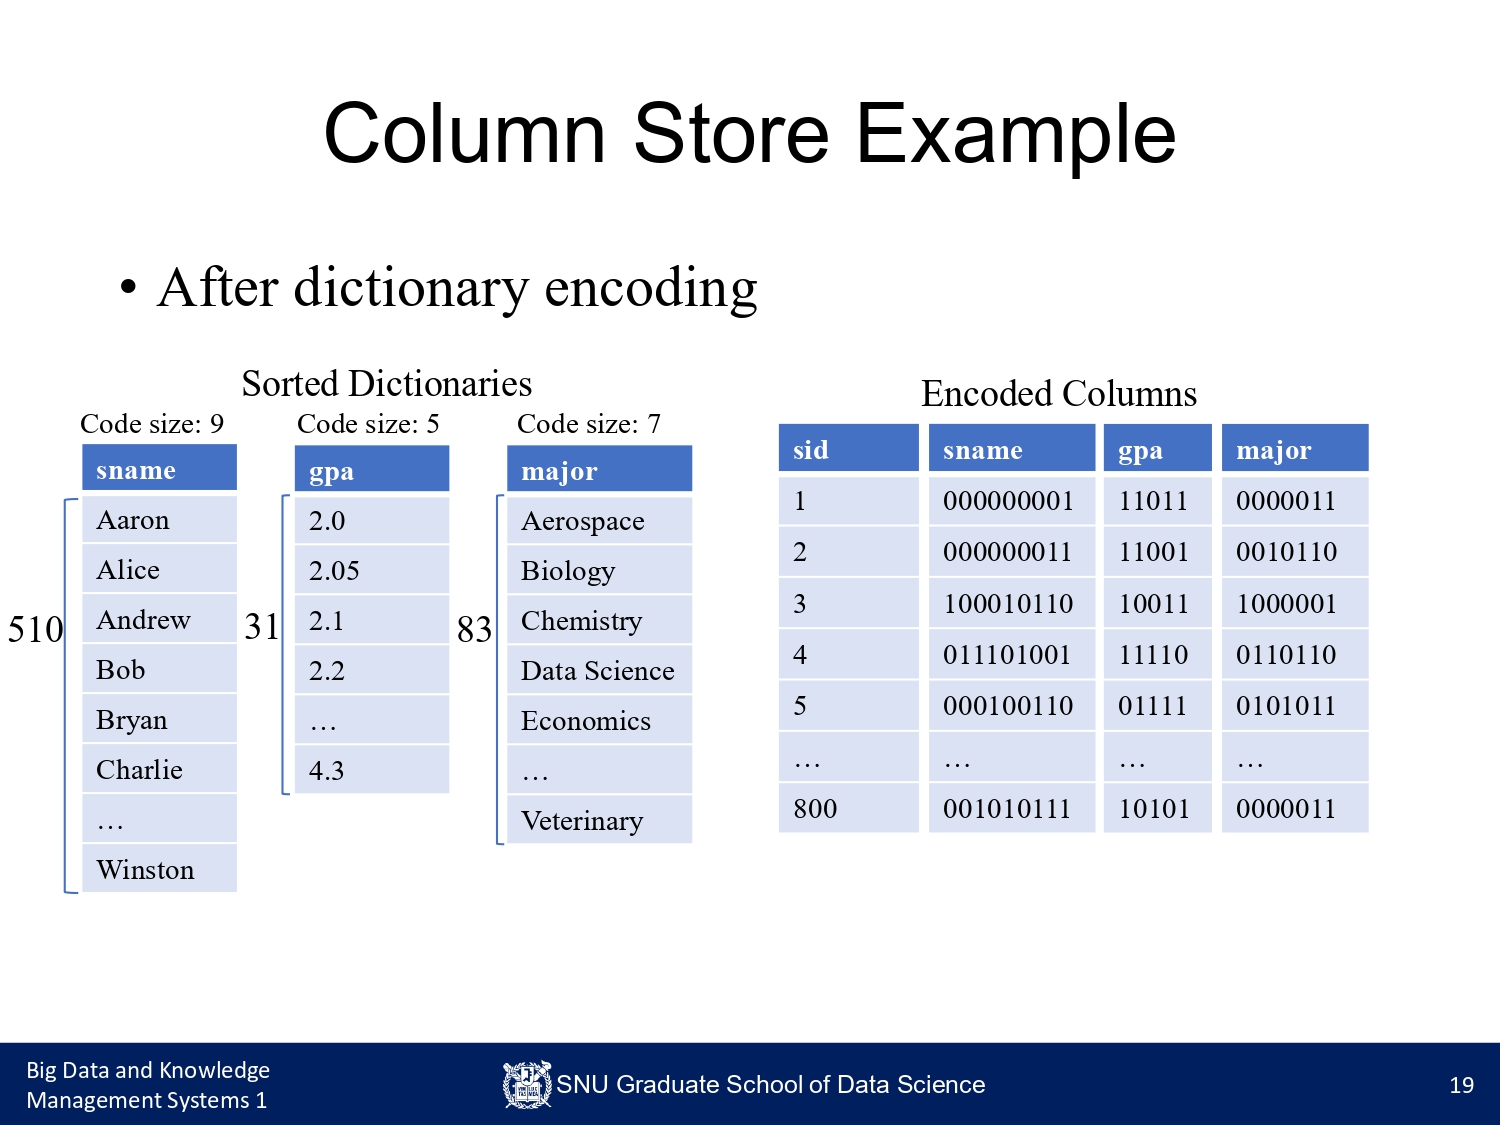 Column Store Example
• After dictionary encoding
Sorted Dictionaries
Code size: 9 Code size: 5 Code size: 7
sname
Aaron
Alice
Andrew
Bob
Bryan
Charlie
…
Winston
510
gpa
2.0
2.05
2.1
2.2
…
4.3
31
major
Aerospace
Biology
Chemistry
Data Science
Economics
…
Veterinary
83
Encoded Columns
sid sname gpa major
1 000000001 11011 0000011
2 000000011 11001 0010110
3 100010110 10011 1000001
4 011101001 11110 0110110
5 000100110 01111 0101011
… … … …
800 001010111 10101 0000011
Big Data and Knowledge
Management Systems 1
SNU Graduate School of Data Science
19